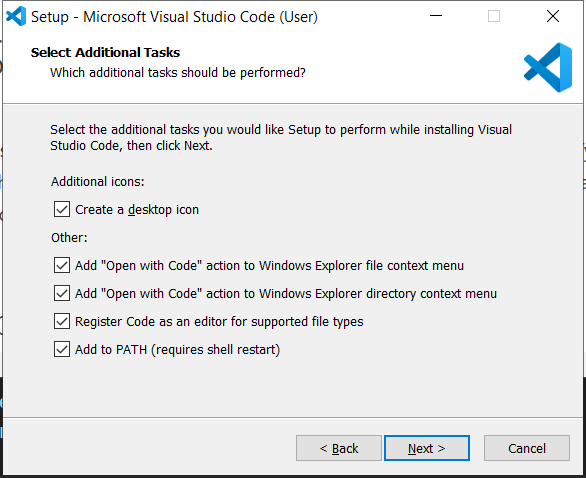 Setup - Microsoft Visual Studio Code (User)
Select Additional Tasks
Which additional tasks should be performed?
Select the additional tasks you would like Setup to perform while installing Visual
Studio Code, then click Next.
Additional icons:
Create a desktop icon
Other:
Add "Open with Code" action to Windows Explorer file context menu
Add "Open with Code" action to Windows Explorer directory context menu
Register Code as an editor for supported file types
Add to PATH (requires shell restart)
< Back
Next >
Cancel